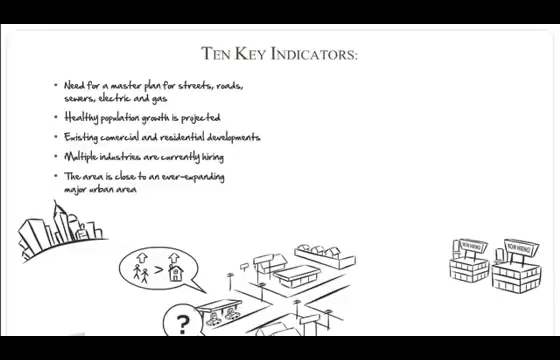 TEN KEY INDICATORS:
• Need for a master plan for streets, roads,
sewers, electric and gas
• Healthy population growth is projected
• Existing comercial and residential developments
• Multiple industries are currently hiring
• The area is close to an ever-expanding
major urban area
NOW HIRING
NOW HIRING
>
?